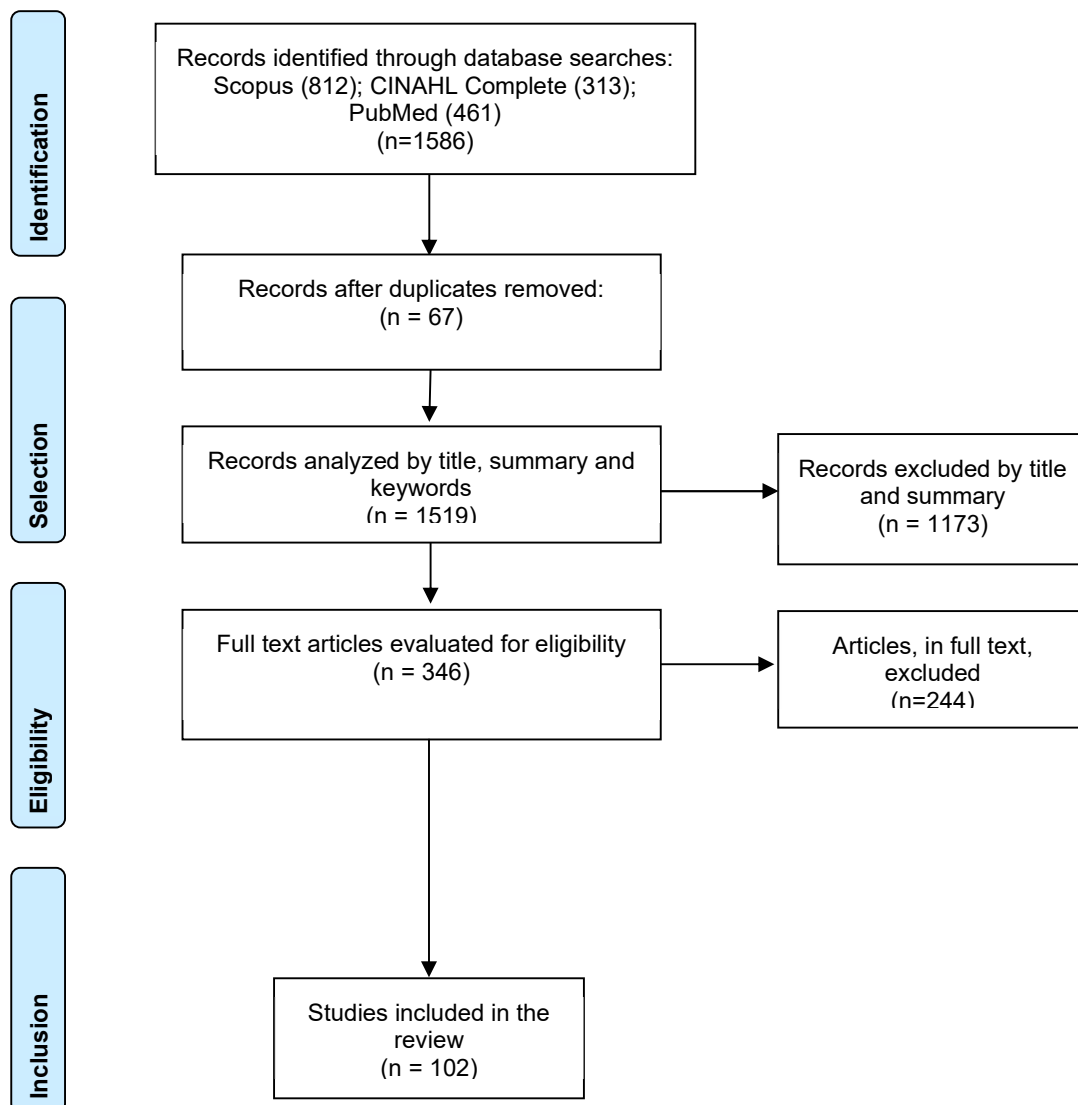 Identification
Records identified through database searches:
Scopus (812); CINAHL Complete (313);
PubMed (461)
(n=1586)
Records after duplicates removed:
(n = 67)
Selection
Records analyzed by title, summary and
keywords
(n = 1519)
Records excluded by title
and summary
(n = 1173)
Eligibility
Full text articles evaluated for eligibility
(n = 346)
Articles, in full text,
excluded
(n=244)
Inclusion
Studies included in the
review
(n = 102)